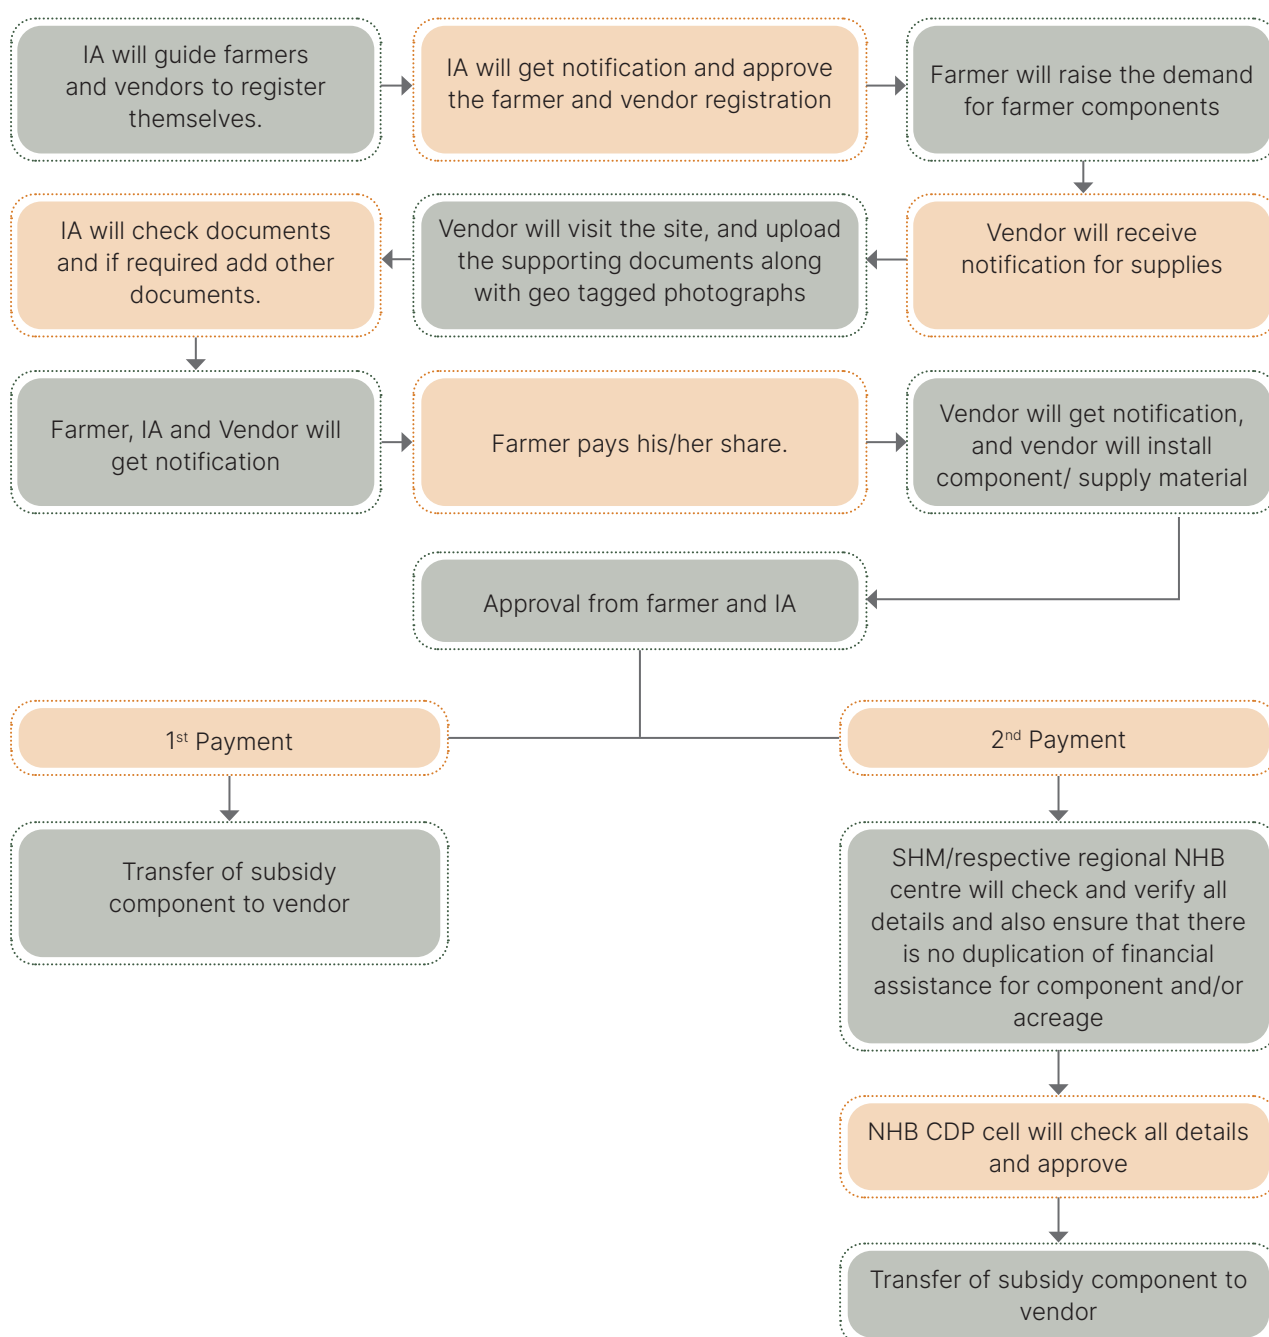 IA will guide farmers
and vendors to register
themselves.
IA will get notification and approve
the farmer and vendor registration
Farmer will raise the demand
for farmer components
Vendor will receive
notification for supplies
Vendor will visit the site, and upload
the supporting documents along
with geo tagged photographs
IA will check documents
and if required add other
documents.
Farmer, IA and Vendor will
get notification
Farmer pays his/her share.
Vendor will get notification,
and vendor will install
component/ supply material
Approval from farmer and IA
1st Payment
Transfer of subsidy
component to vendor
2nd Payment
SHM/respective regional NHB
centre will check and verify all
details and also ensure that there
is no duplication of financial
assistance for component and/or
acreage
NHB CDP cell will check all details
and approve
Transfer of subsidy component to
vendor